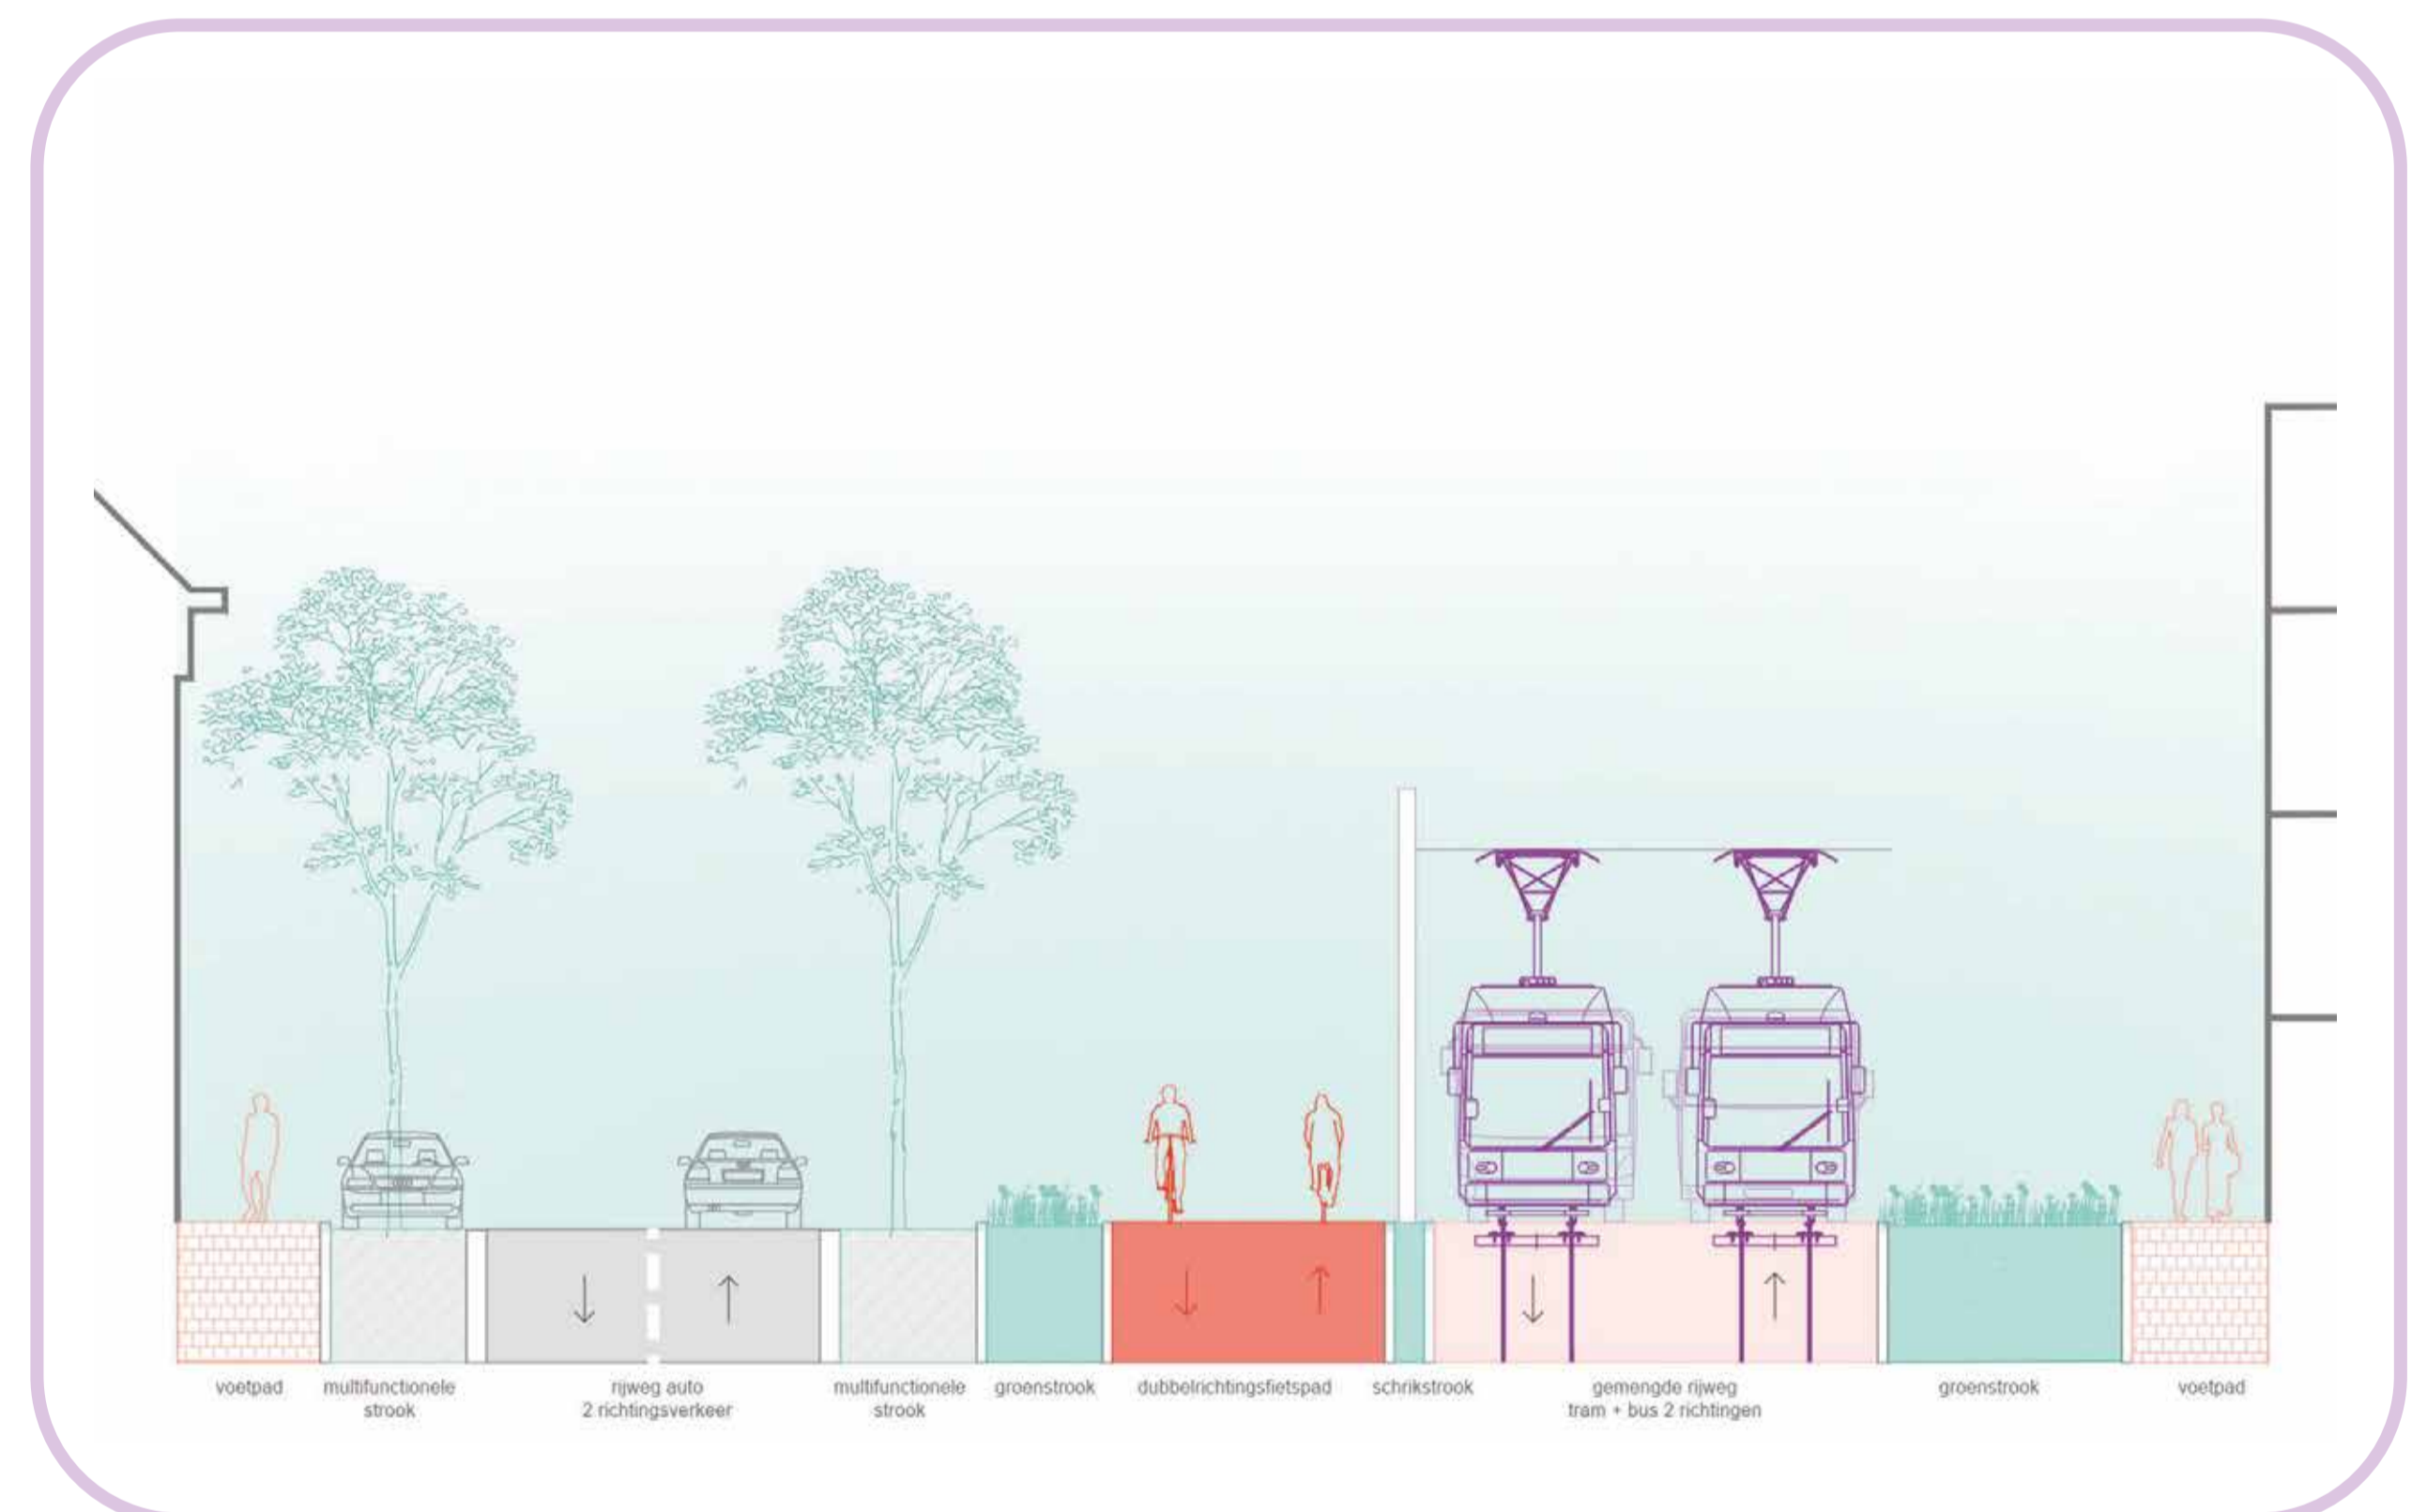 voetpad
multifunctionele
strook
rijweg auto
2 richtingsverkeer
multifunctionele
strook
groenstrook
dubbelrichtingsfietspad
schrikstrook
gemengde rijweg
tram + bus 2 richtingen
groenstrook
voetpad